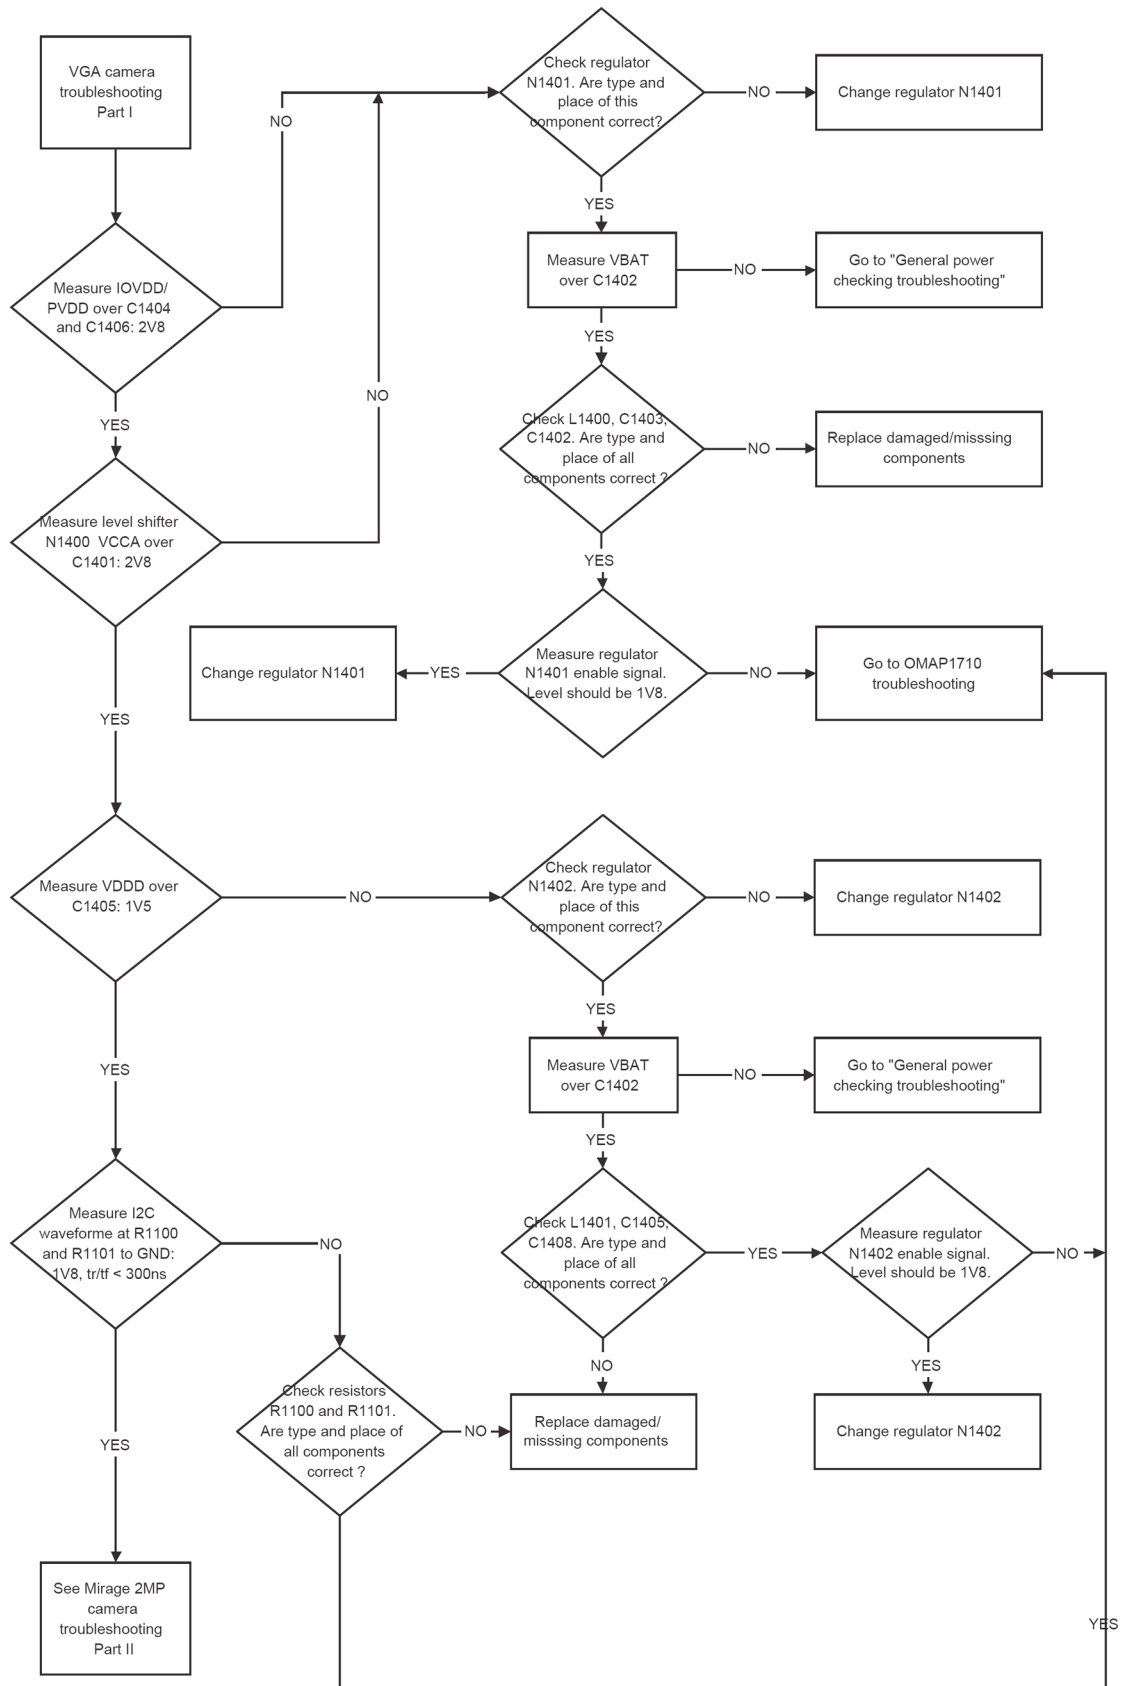 VGA camera
troubleshooting
Part I
Check regulator
N1401. Are type and
place of this
component correct?
NO
Change regulator N1401
NO
YES
Measure VBAT
over C1402
NO
Go to "General power
checking troubleshooting"
Measure IOVDD/
PVDD over C1404
and C1406: 2V8
YES
NO
YES
Check L1400, C1403,
C1402. Are type and
place of all
components correct ?
NO
Replace damaged/misssing
components
Measure level shifter
N1400  VCCA over
C1401: 2V8
YES
Change regulator N1401
YES
Measure regulator
N1401 enable signal.
Level should be 1V8.
NO
Go to OMAP1710
troubleshooting
YES
Measure VDDD over
C1405: 1V5
NO
Check regulator
N1402. Are type and
place of this
component correct?
NO
Change regulator N1402
YES
YES
Measure VBAT
over C1402
NO
Go to "General power
checking troubleshooting"
YES
Measure I2C
waveforme at R1100
and R1101 to GND:
1V8, tr/tf < 300ns
NO
Check L1401, C1405,
C1408. Are type and
place of all
components correct ?
YES
Measure regulator
N1402 enable signal.
Level should be 1V8.
NO
NO
YES
Check resistors
R1100 and R1101.
Are type and place of
all components
correct ?
NO
Replace damaged/
misssing components
Change regulator N1402
YES
See Mirage 2MP
camera
troubleshooting
Part II
YES